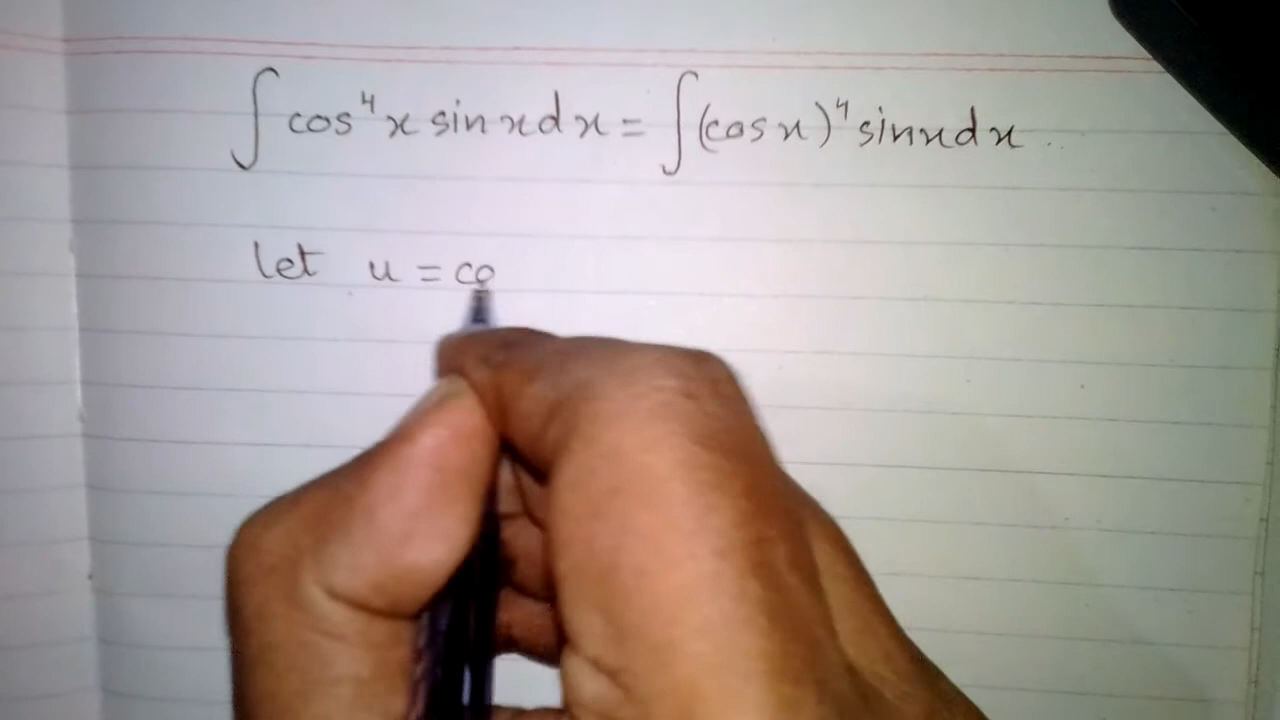 ∫ cos⁴x sin x dx = ∫(cos x)⁴ sin x dx
let u = co